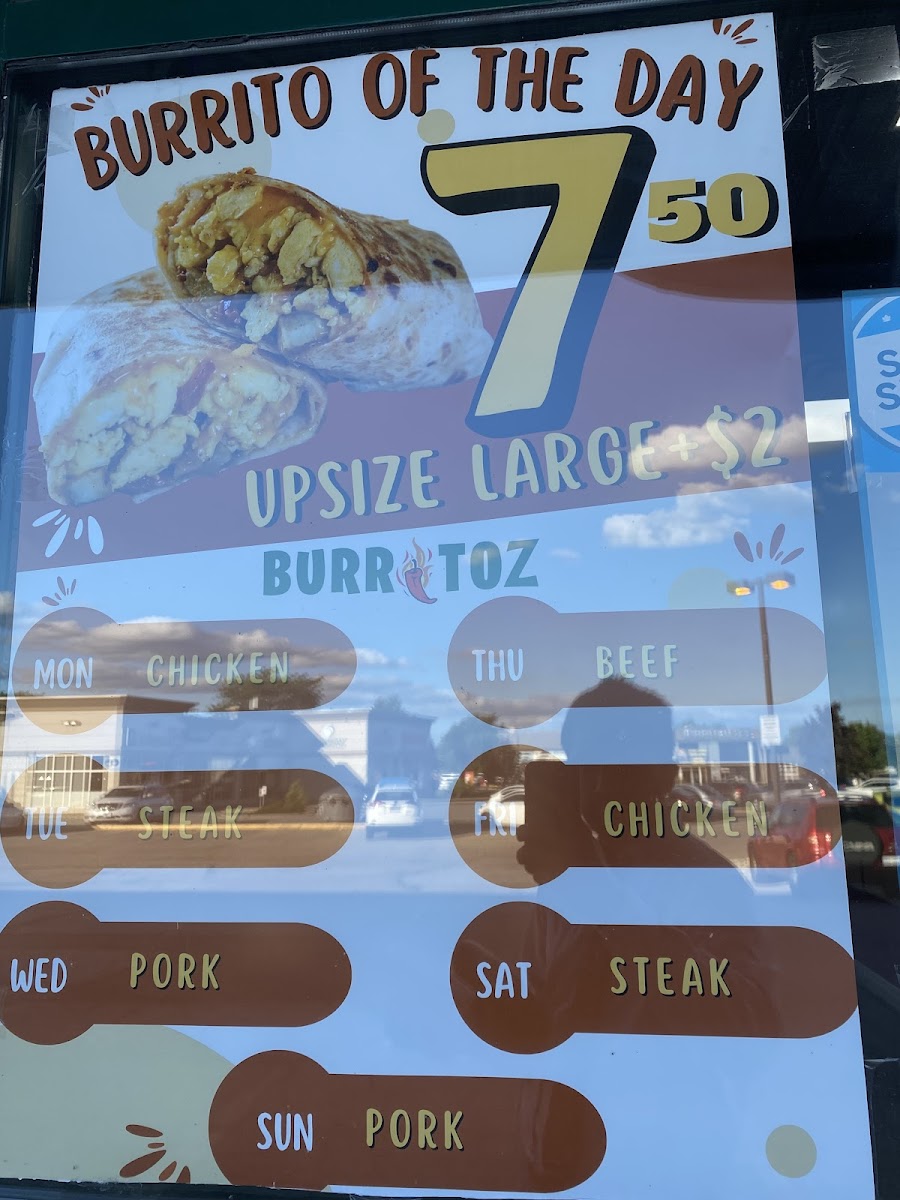 BURRITO OF THE DAY
7 50
UPSIZE LARGE + $2
BURRITOZ
MON CHICKEN
THU BEEF
TUE STEAK
FRI CHICKEN
WED PORK
SAT STEAK
SUN PORK
S
S